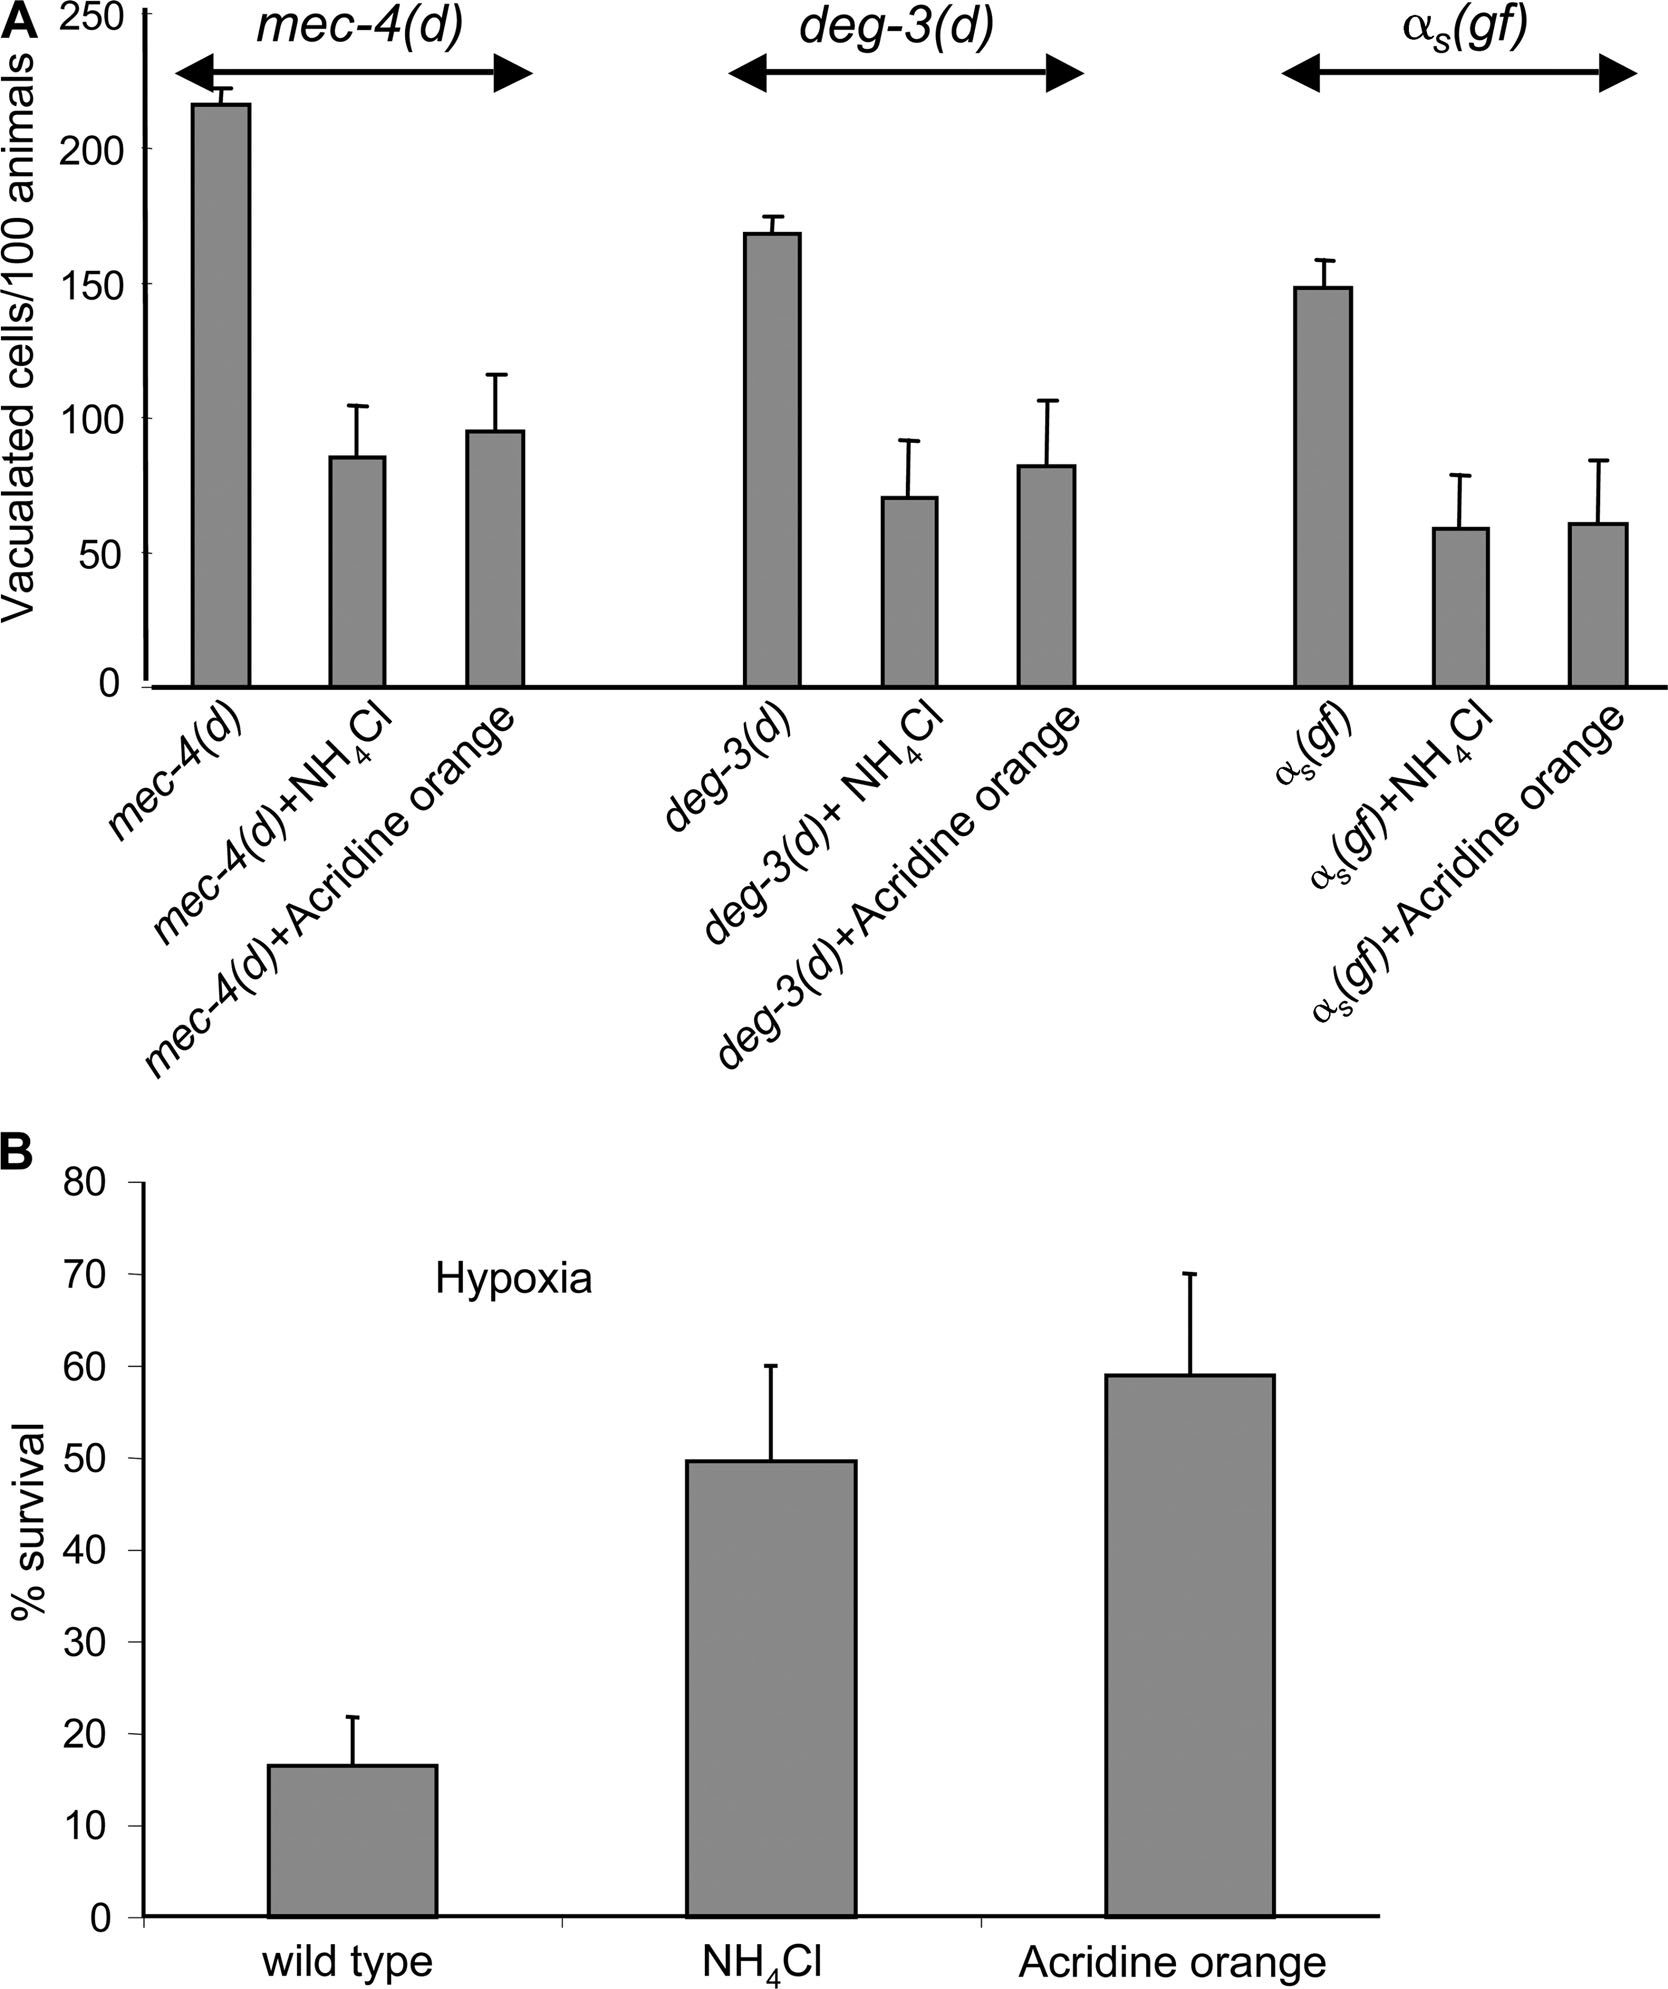 A
mec-4(d)
deg-3(d)
αs(gf)
Vacualated cells/100 animals
250
200
150
100
50
0
mec-4(d)
mec-4(d)+NH4Cl
mec-4(d)+Acridine orange
deg-3(d)
deg-3(d)+ NH4Cl
deg-3(d)+Acridine orange
αs(gf)
αs(gf)+NH4Cl
αs(gf)+Acridine orange
B
Hypoxia
% survival
80
70
60
50
40
30
20
10
0
wild type
NH4Cl
Acridine orange